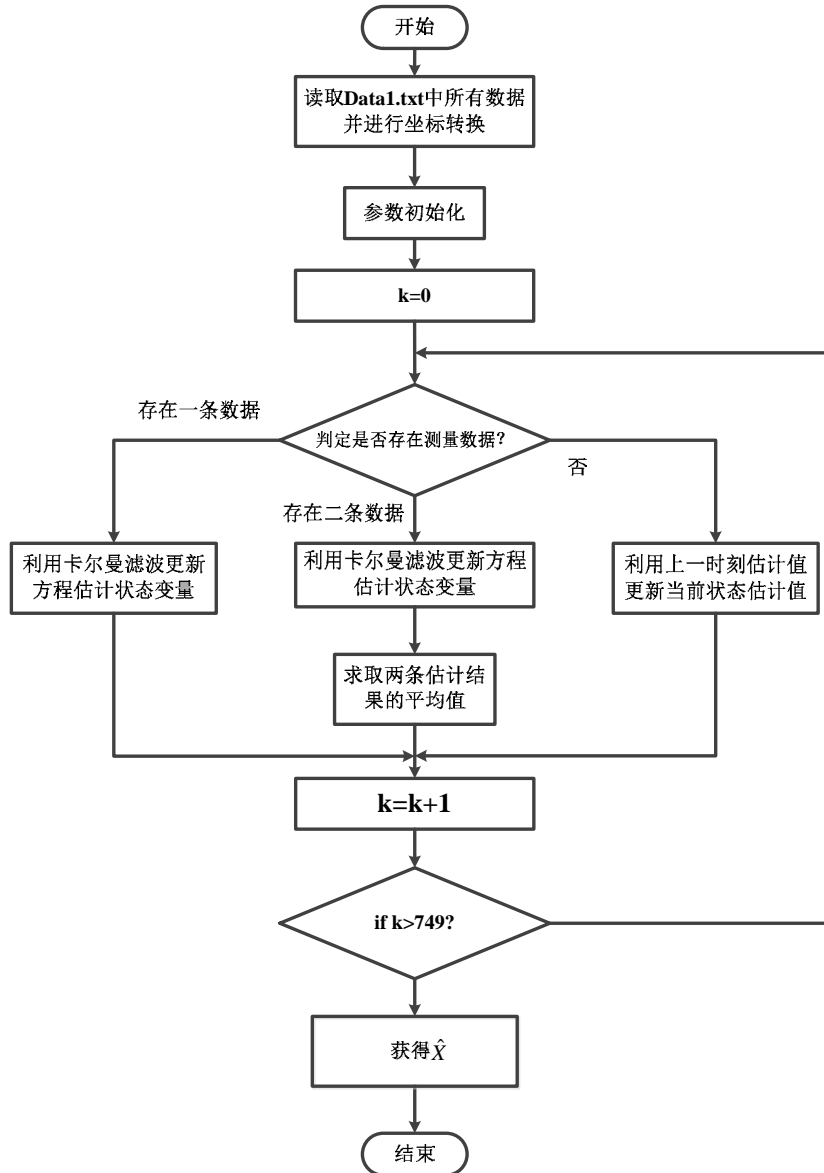 开始
读取Data1.txt中所有数据
并进行坐标转换
参数初始化
k=0
存在一条数据
判定是否存在测量数据？
否
存在二条数据
利用卡尔曼滤波更新
方程估计状态变量
利用卡尔曼滤波更新方程
估计状态变量
利用上一时刻估计值
更新当前状态估计值
求取两条估计结
果的平均值
k=k+1
if k>749?
获得X̂
结束